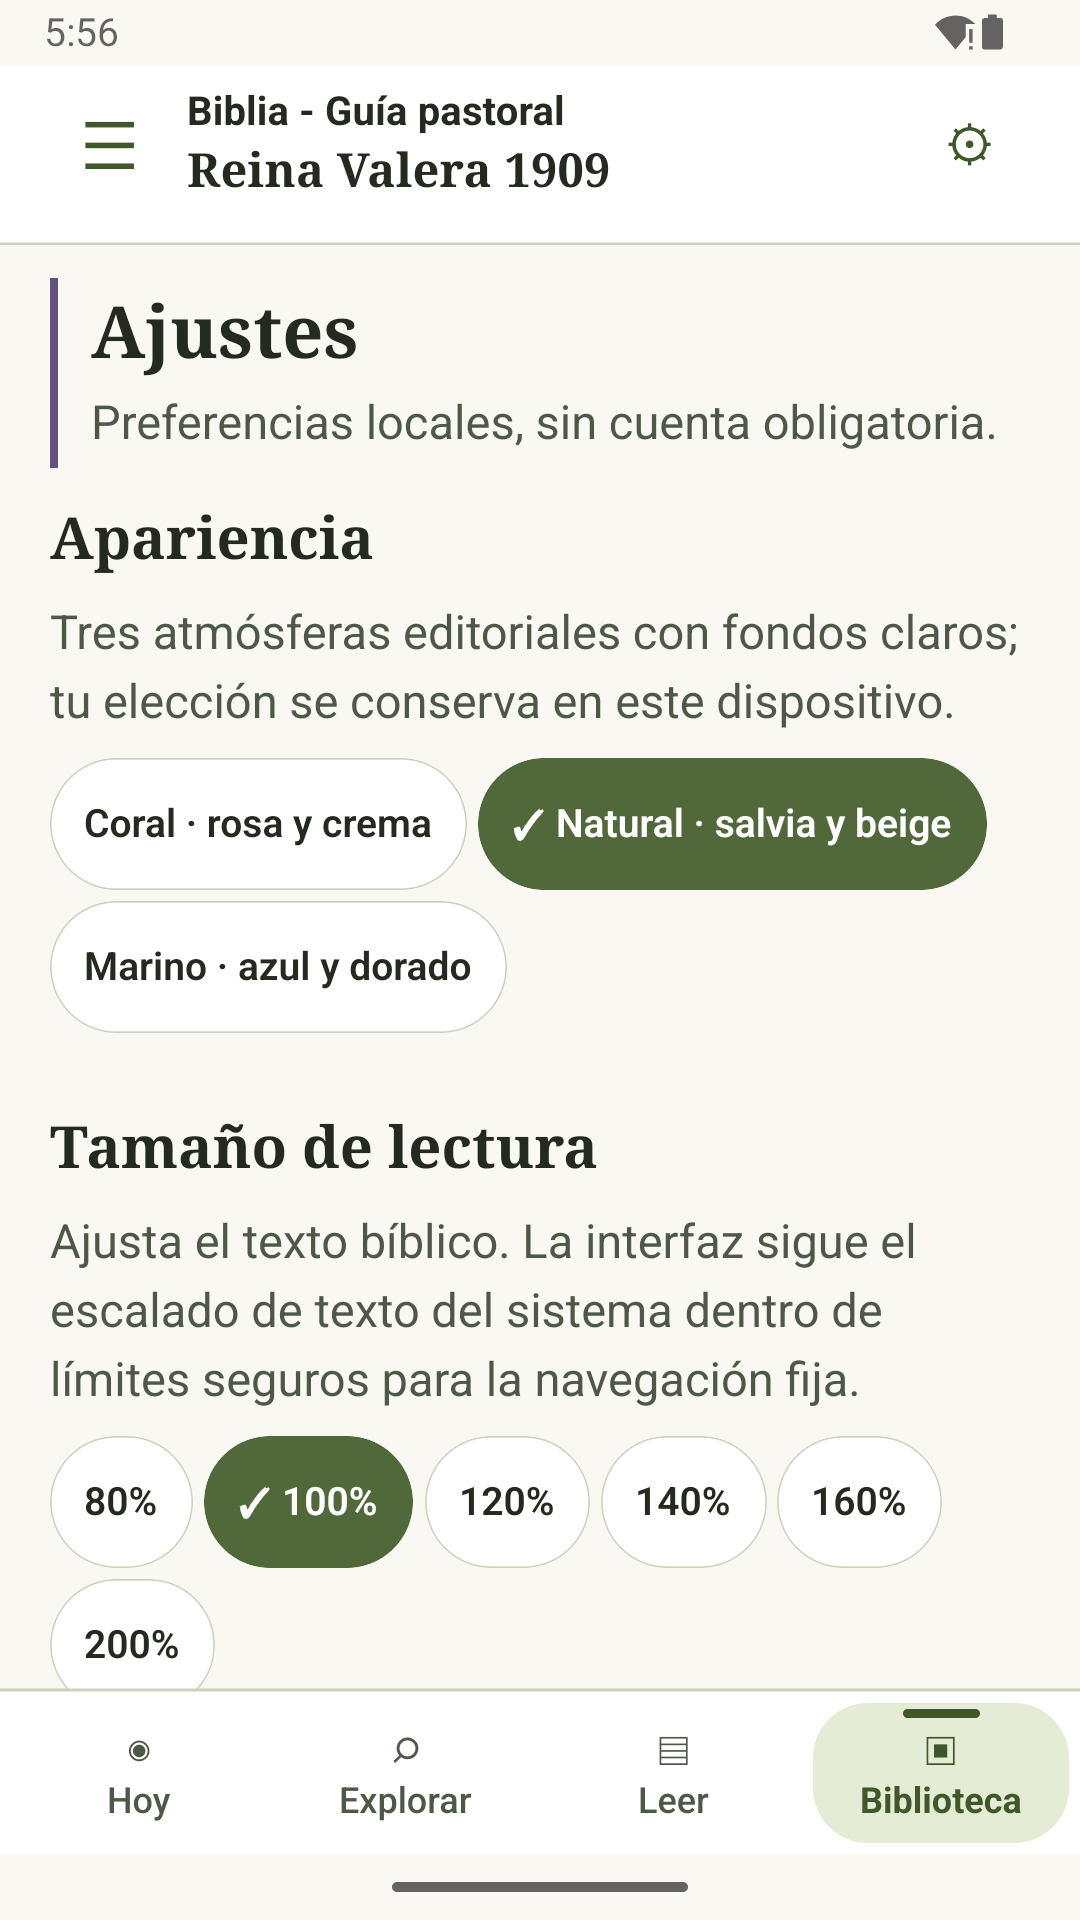 5:56
Biblia - Guía pastoral
Reina Valera 1909
Ajustes
Preferencias locales, sin cuenta obligatoria.
Apariencia
Tres atmósferas editoriales con fondos claros;
tu elección se conserva en este dispositivo.
Coral · rosa y crema
✓ Natural · salvia y beige
Marino · azul y dorado
Tamaño de lectura
Ajusta el texto bíblico. La interfaz sigue el
escalado de texto del sistema dentro de
límites seguros para la navegación fija.
80%
✓ 100%
120%
140%
160%
200%
Hoy
Explorar
Leer
Biblioteca